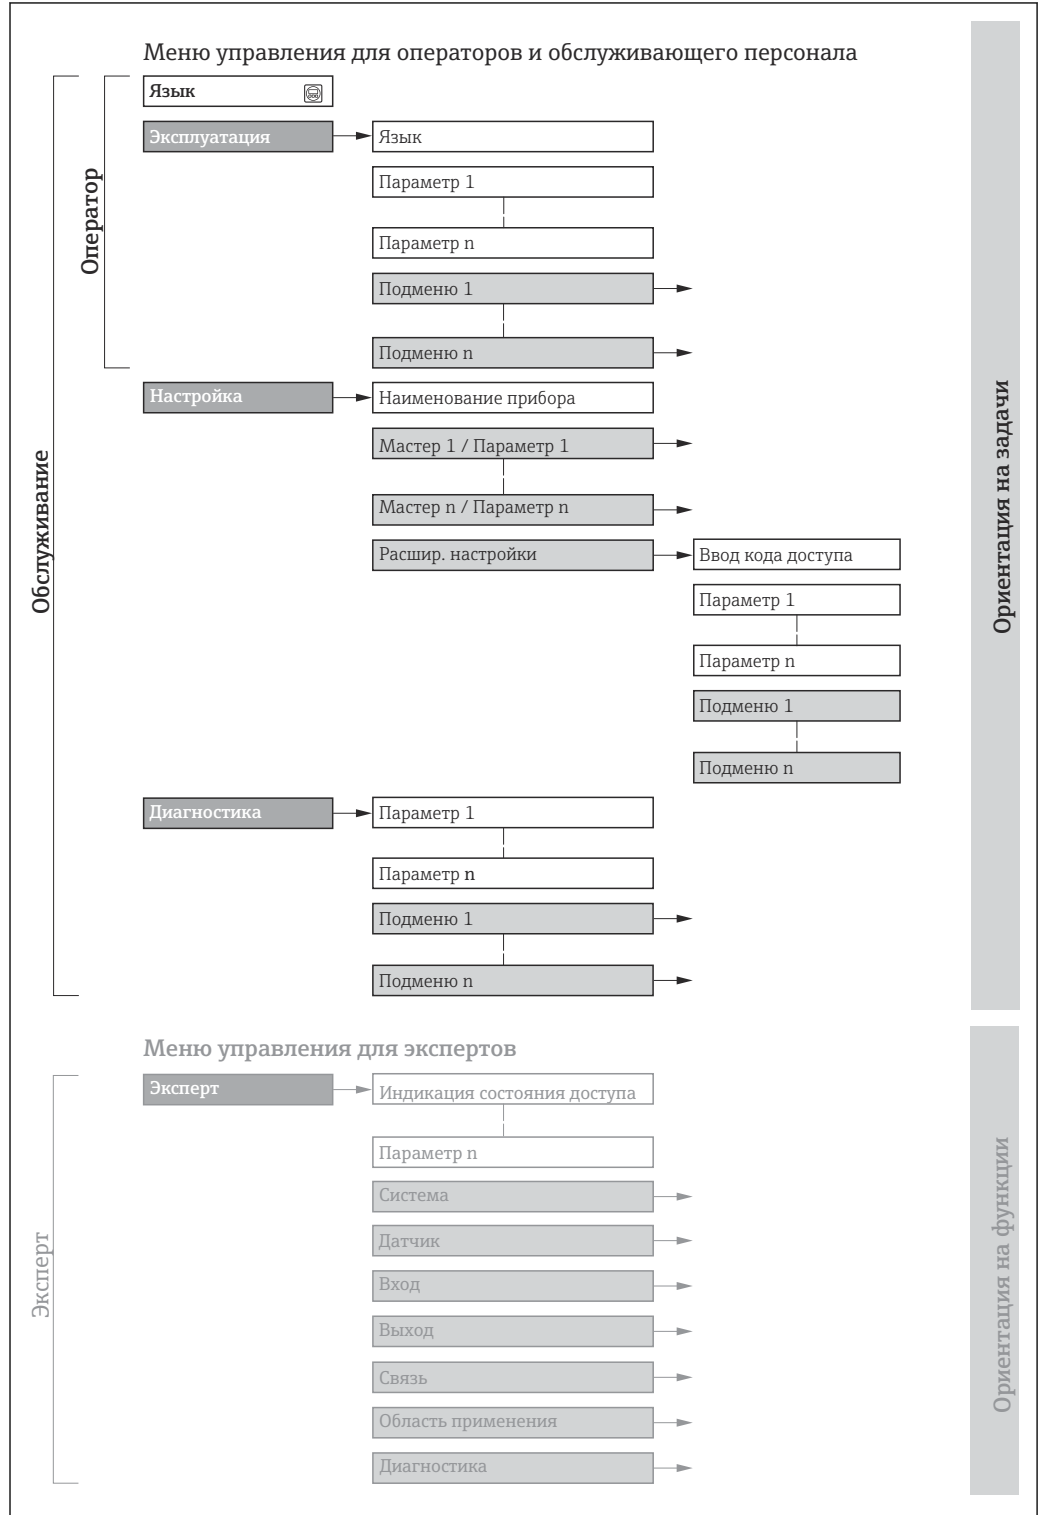 Меню управления для операторов и обслуживающего персонала
Язык
Эксплуатация
Язык
Параметр 1
Параметр n
Подменю 1
Подменю n
Оператор
Настройка
Наименование прибора
Мастер 1 / Параметр 1
Мастер n / Параметр n
Расшир. настройки
Ввод кода доступа
Параметр 1
Параметр n
Подменю 1
Подменю n
Обслуживание
Диагностика
Параметр 1
Параметр n
Подменю 1
Подменю n
Ориентация на задачи
Меню управления для экспертов
Эксперт
Индикация состояния доступа
Параметр n
Система
Датчик
Вход
Выход
Связь
Область применения
Диагностика
Эксперт
Ориентация на функции